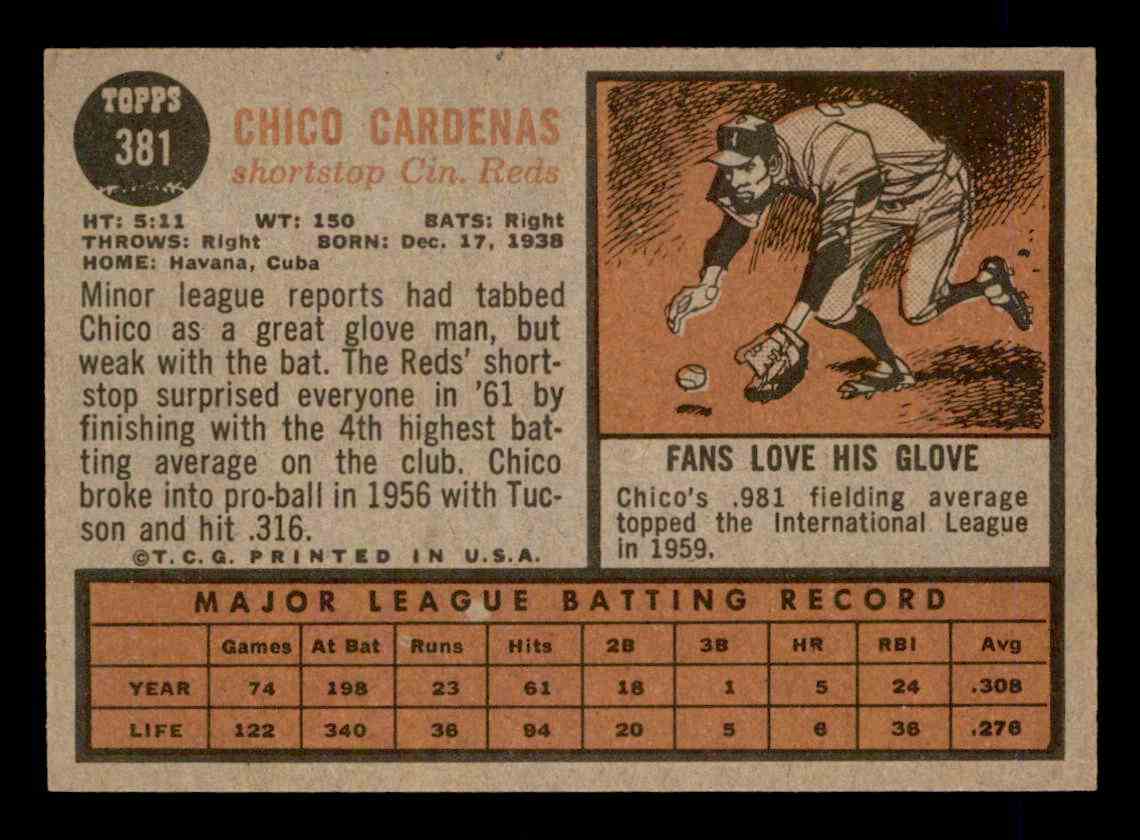 TOPPS
381
CHICO CARDENAS
shortstop Cin. Reds
HT: 5:11 WT: 150 BATS: Right
THROWS: Right BORN: Dec. 17, 1938
HOME: Havana, Cuba
Minor league reports had tabbed
Chico as a great glove man, but
weak with the bat. The Reds' short-
stop surprised everyone in '61 by
finishing with the 4th highest bat-
ting average on the club. Chico
broke into pro-ball in 1956 with Tuc-
son and hit .316.
©T.C.G. PRINTED IN U.S.A.
FANS LOVE HIS GLOVE
Chico's .981 fielding average
topped the International League
in 1959.
MAJOR LEAGUE BATTING RECORD
Games At Bat Runs Hits 2B 3B HR RBI Avg
YEAR 74 198 23 61 18 1 5 24 .308
LIFE 122 340 36 94 20 5 6 36 .276